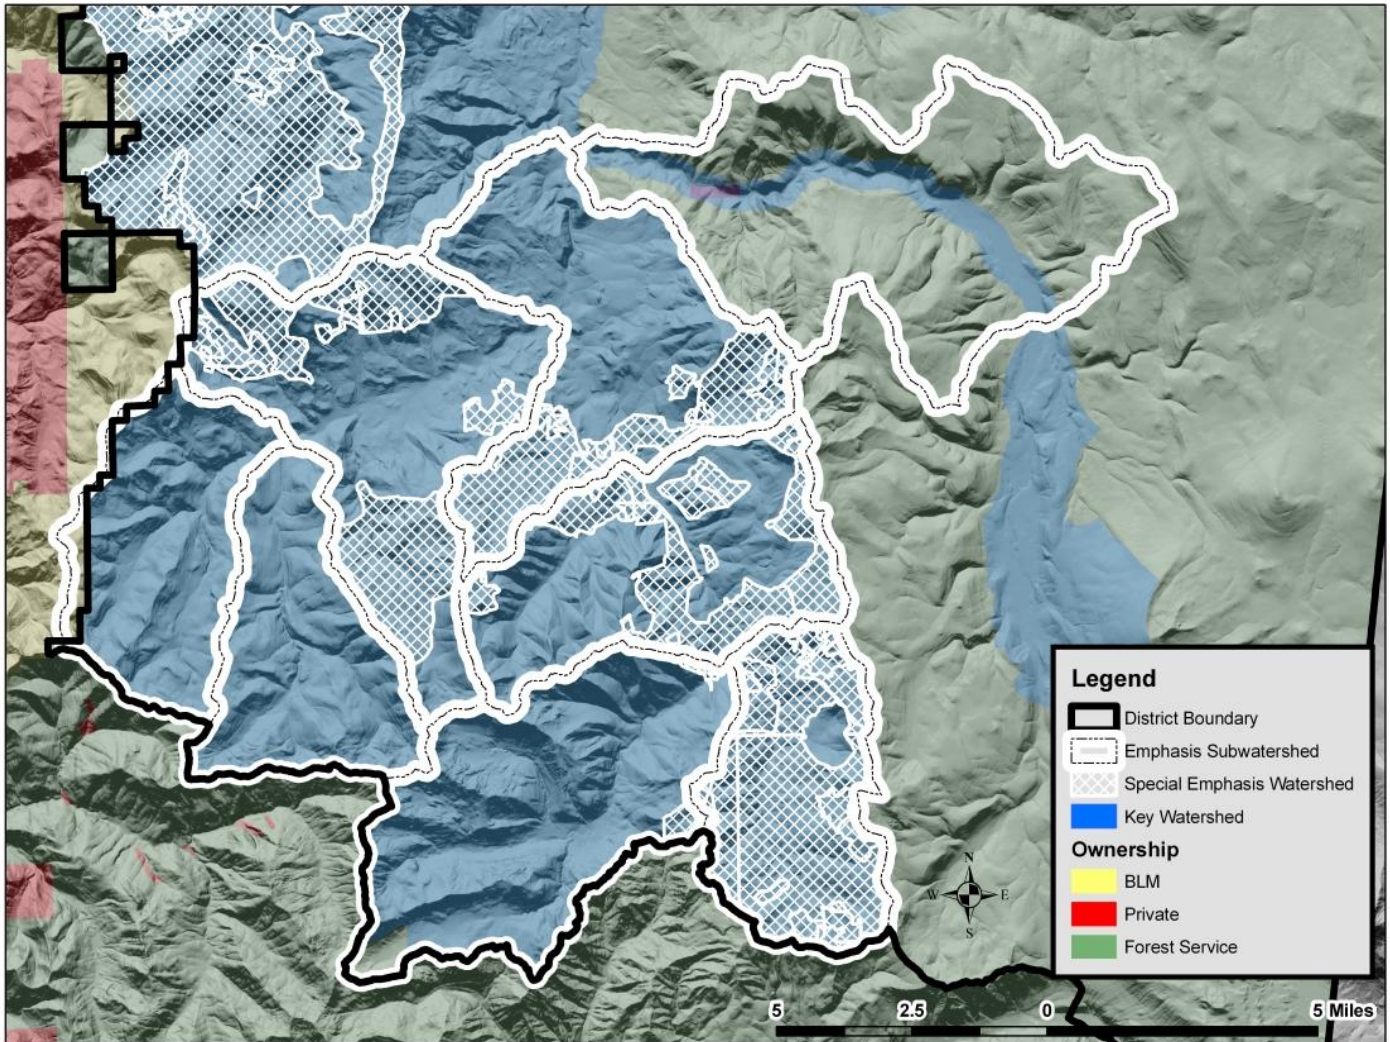 Legend
District Boundary
Emphasis Subwatershed
Special Emphasis Watershed
Key Watershed
Ownership
BLM
Private
Forest Service
N
W E
S
5 2.5 0 5 Miles